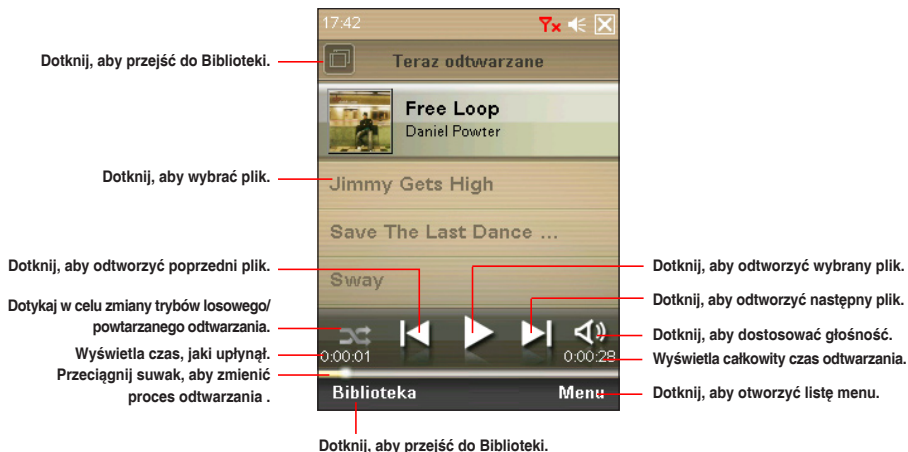 17:42
Dotknij, aby przejść do Biblioteki.
Teraz odtwarzane
Free Loop
Daniel Powter
Dotknij, aby wybrać plik.
Jimmy Gets High
Save The Last Dance ...
Dotknij, aby odtworzyć poprzedni plik.
Sway
Dotknij, aby odtworzyć wybrany plik.
Dotknij, aby odtworzyć następny plik.
Dotykaj w celu zmiany trybów losowego/
powtarzanego odtwarzania.
Dotknij, aby dostosować głośność.
Wyświetla czas, jaki upłynął.
0:00:01
0:00:28
Wyświetla całkowity czas odtwarzania.
Przeciągnij suwak, aby zmienić
proces odtwarzania .
Biblioteka
Menu
Dotknij, aby otworzyć listę menu.
Dotknij, aby przejść do Biblioteki.